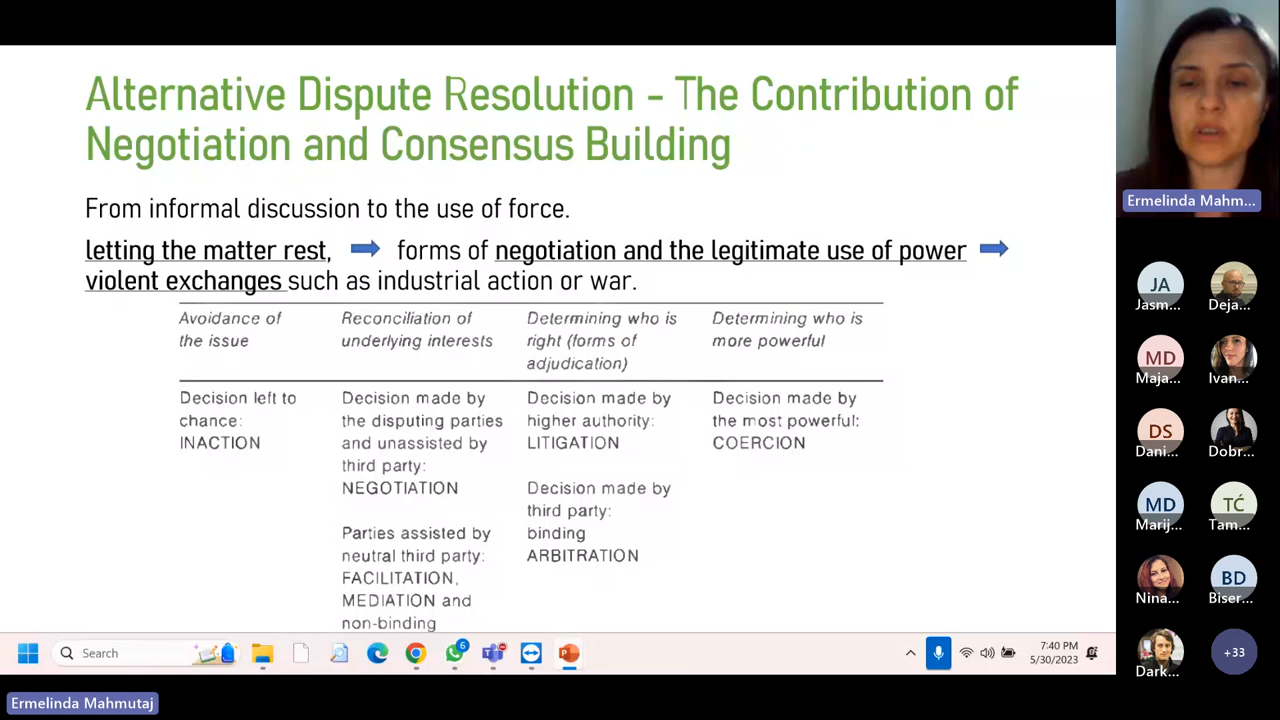 Alternative Dispute Resolution - The Contribution of
Negotiation and Consensus Building
From informal discussion to the use of force.
letting the matter rest, forms of negotiation and the legitimate use of power
violent exchanges such as industrial action or war.
Avoidance of
the issue
Reconciliation of
underlying interests
Determining who is
right (forms of
adjudication)
Determining who is
more powerful
Decision left to
chance:
INACTION
Decision made by
the disputing parties
and unassisted by
third party:
NEGOTIATION
Parties assisted by
neutral third party:
FACILITATION,
MEDIATION and
non-binding
Decision made by
higher authority:
LITIGATION
Decision made by
third party:
binding
ARBITRATION
Decision made by
the most powerful:
COERCION
Search
6
7:40 PM
5/30/2023
Ermelinda Mahmutaj
Ermelinda Mahm...
JA
Jasm...
Deja...
MD
Maja...
Ivan...
DS
Dani...
Dobr...
MD
Marij...
TĆ
Tam...
Nina...
BD
Biser...
Dark...
+33